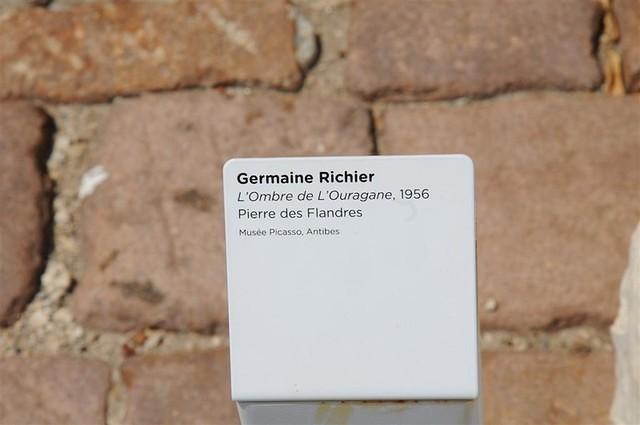 Germaine Richier
L'Ombre de L'Ouragane, 1956
Pierre des Flandres
Musée Picasso, Antibes